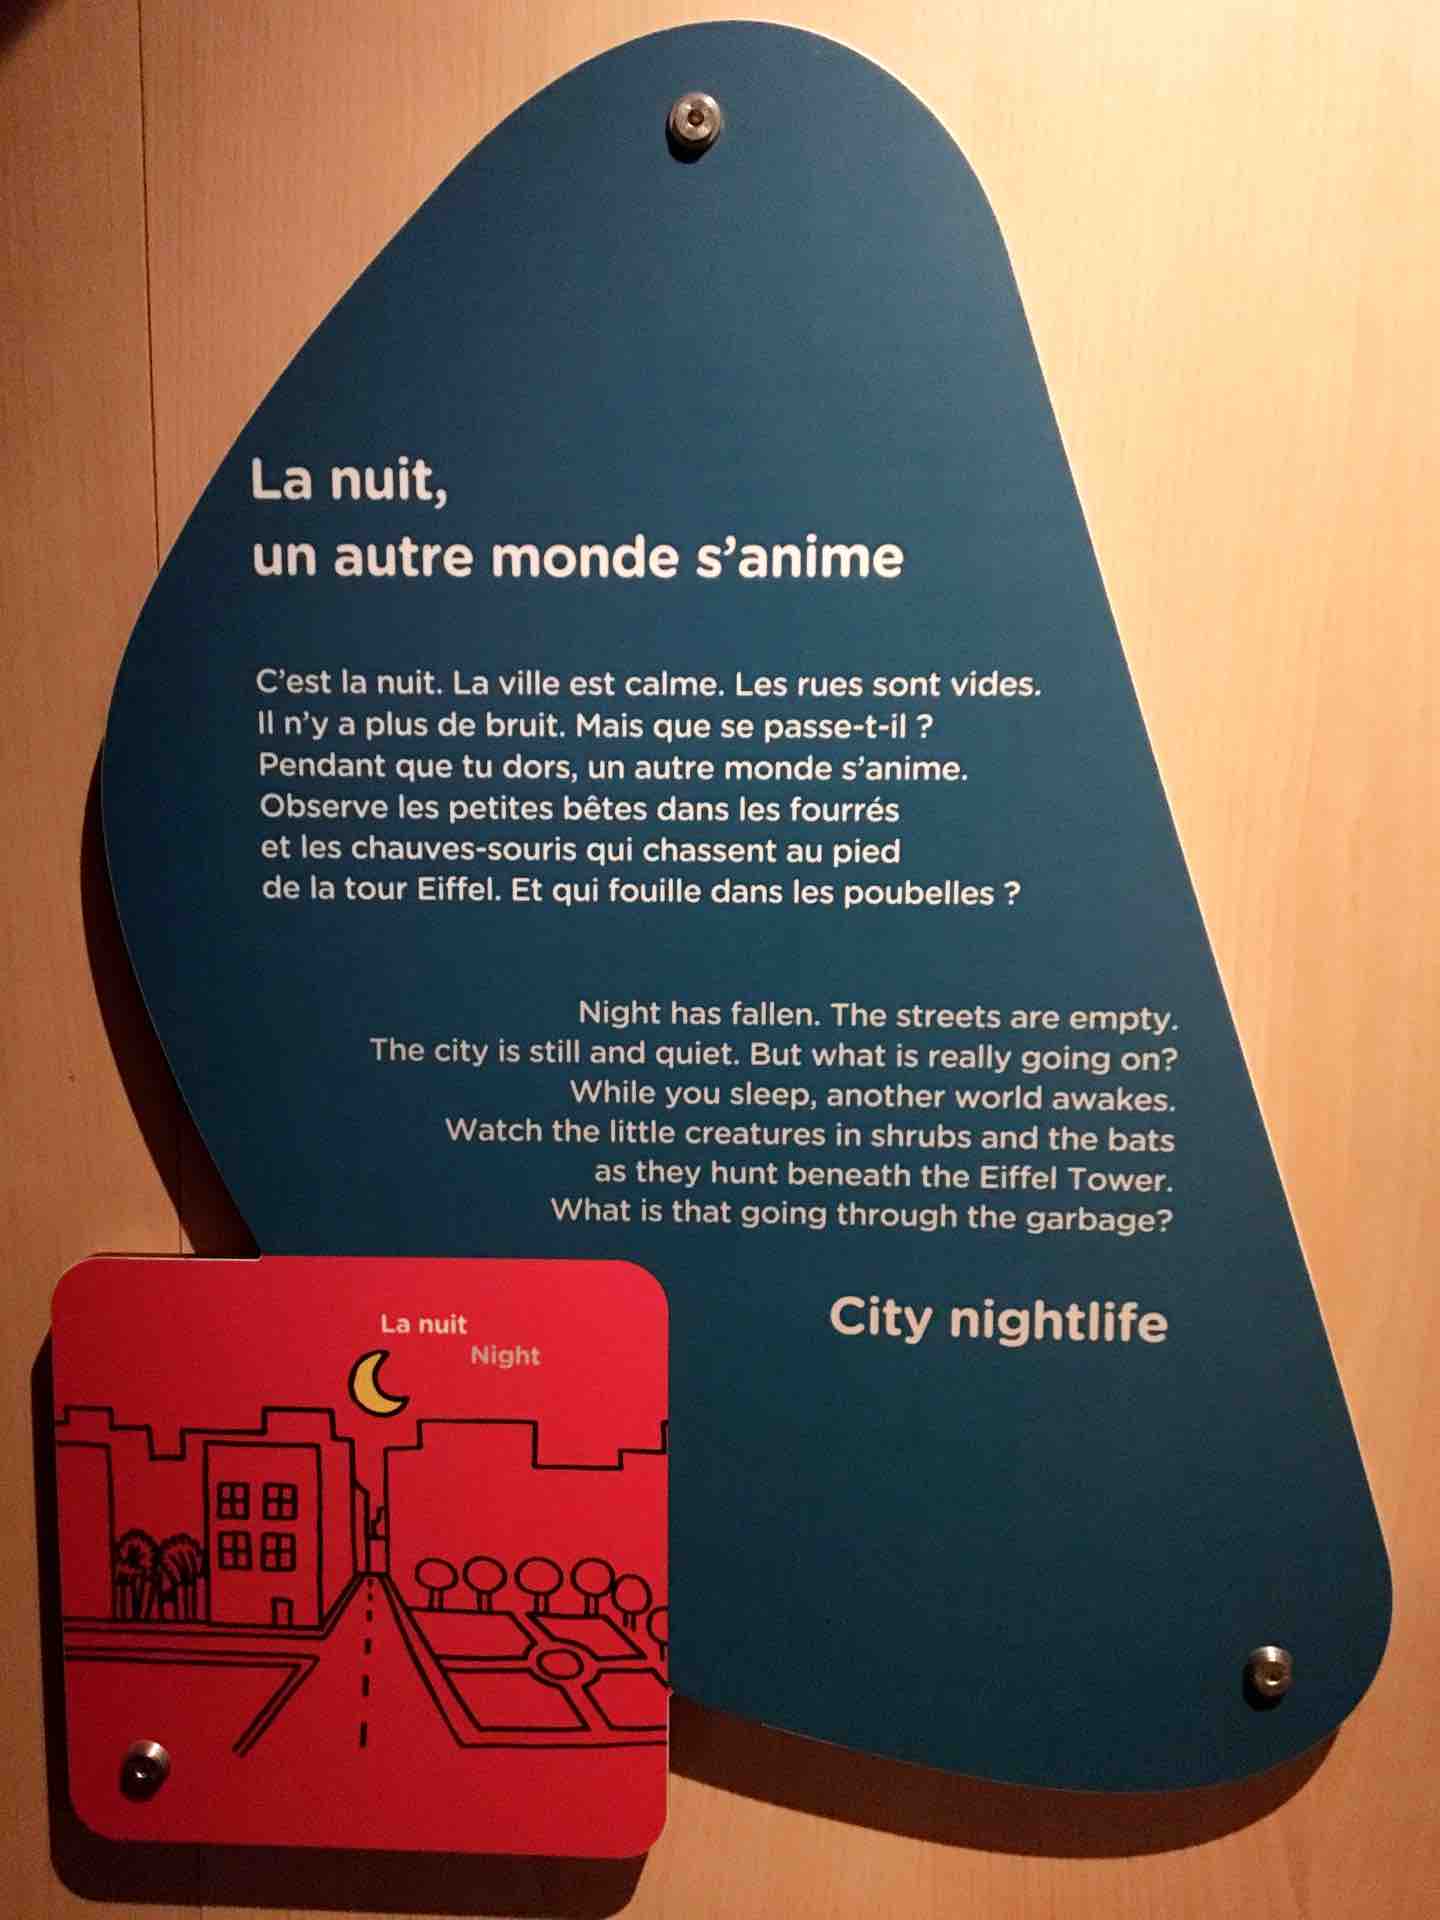 La nuit,
un autre monde s’anime
C’est la nuit. La ville est calme. Les rues sont vides.
Il n’y a plus de bruit. Mais que se passe-t-il ?
Pendant que tu dors, un autre monde s’anime.
Observe les petites bêtes dans les fourrés
et les chauves-souris qui chassent au pied
de la tour Eiffel. Et qui fouille dans les poubelles ?
Night has fallen. The streets are empty.
The city is still and quiet. But what is really going on?
While you sleep, another world awakes.
Watch the little creatures in shrubs and the bats
as they hunt beneath the Eiffel Tower.
What is that going through the garbage?
City nightlife
La nuit
Night